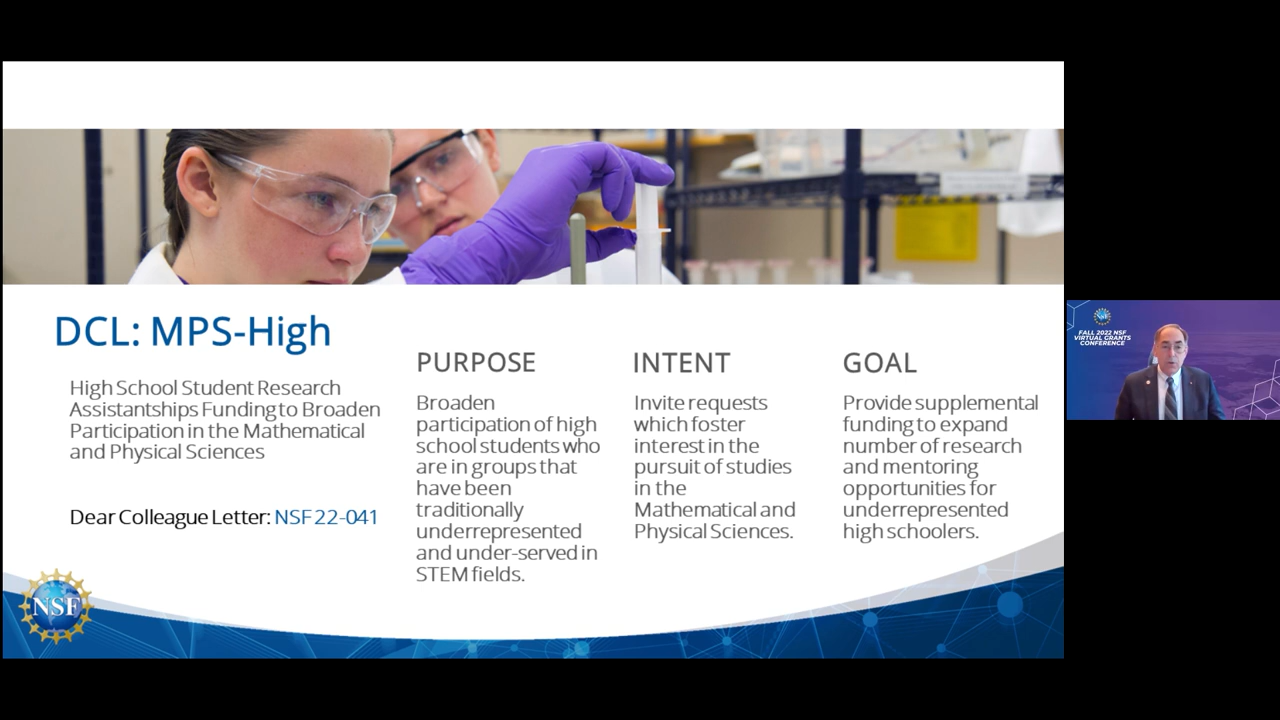 DCL: MPS-High
High School Student Research
Assistantships Funding to Broaden
Participation in the Mathematical
and Physical Sciences
Dear Colleague Letter: NSF 22-041
PURPOSE
Broaden
participation of high
school students who
are in groups that
have been
traditionally
underrepresented
and under-served in
STEM fields.
INTENT
Invite requests
which foster
interest in the
pursuit of studies
in the
Mathematical and
Physical Sciences.
GOAL
Provide supplemental
funding to expand
number of research
and mentoring
opportunities for
underrepresented
high schoolers.
NSF
FALL 2022 NSF
VIRTUAL GRANTS
CONFERENCE